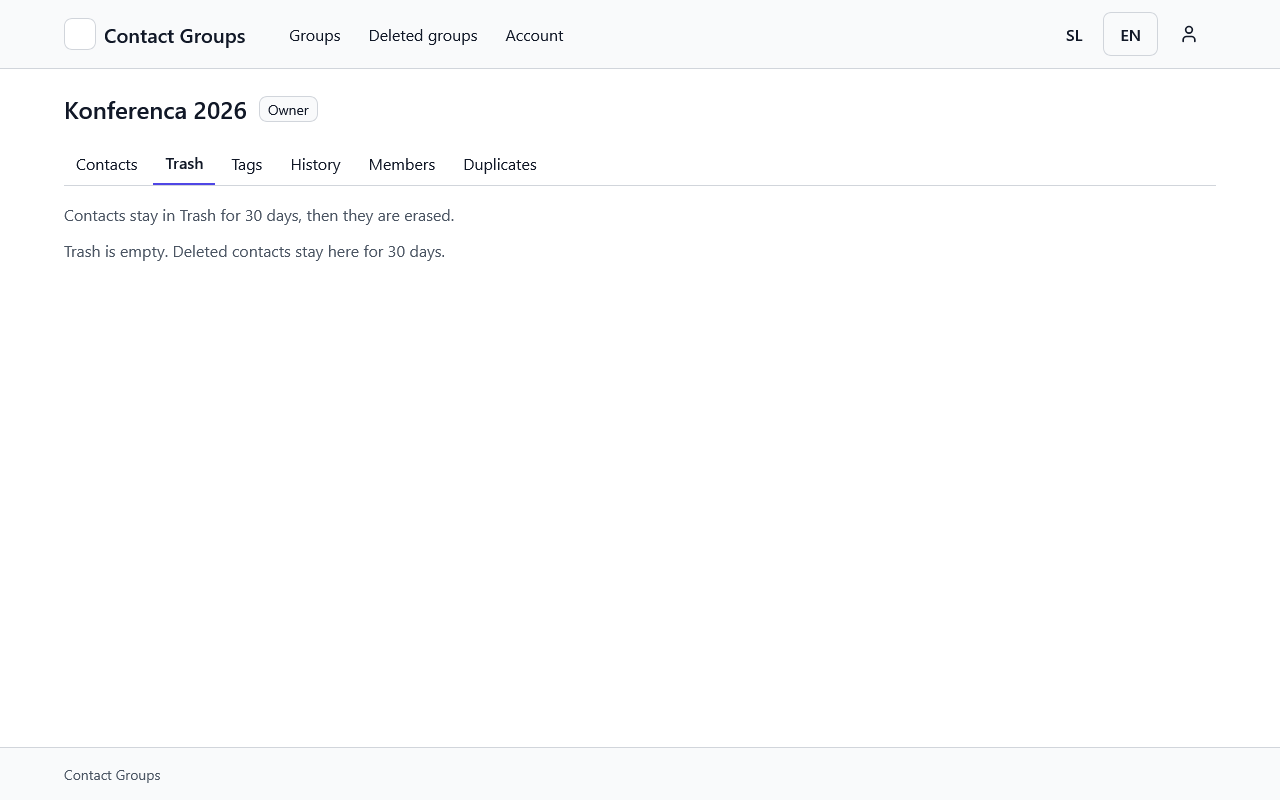 Contact Groups Groups Deleted groups Account SL EN
Konferenca 2026 Owner
Contacts Trash Tags History Members Duplicates
Contacts stay in Trash for 30 days, then they are erased.
Trash is empty. Deleted contacts stay here for 30 days.
Contact Groups